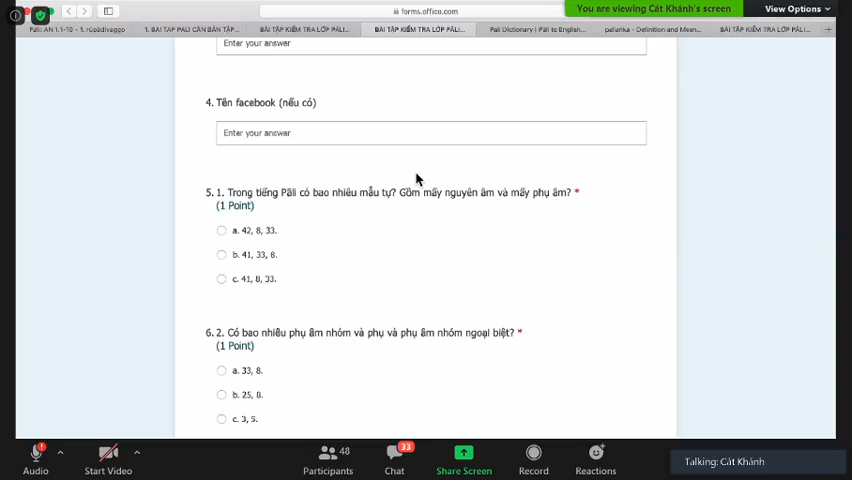 forms.office.com
You are viewing Cát Khánh's screen
View Options
Pāli: AN 1.1-10 - 1. rūpādivaggo
1. BAI TAP PALI CĂN BẢN TẬP...
BÀI TẬP KIỂM TRA LỚP PĀLI...
BÀI TẬP KIỂM TRA LỚP PĀLI...
Pali Dictionary | Pali to English...
pallanka - Definition and Mean...
BÀI TẬP KIỂM TRA LỚP PĀLI...
Enter your answer
4. Tên facebook (nếu có)
Enter your answer
5. 1. Trong tiếng Pāli có bao nhiêu mẫu tự? Gồm mấy nguyên âm và mấy phụ âm? *
(1 Point)
a. 42, 8, 33.
b. 41, 33, 8.
c. 41, 8, 33.
6. 2. Có bao nhiêu phụ âm nhóm và phụ và phụ âm nhóm ngoại biệt? *
(1 Point)
a. 33, 8.
b. 25, 8.
c. 3, 5.
33
48
Audio
Start Video
Participants
Chat
Share Screen
Record
Reactions
Talking: Cát Khánh